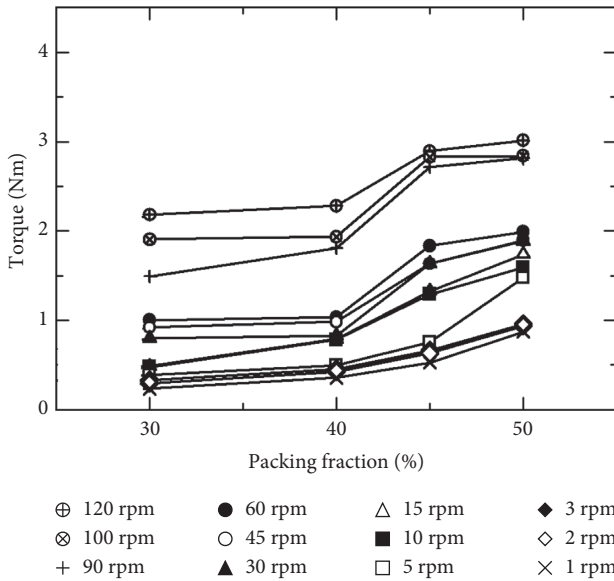 4
3
2
1
0
Torque (Nm)
30 40 50
Packing fraction (%)
120 rpm 60 rpm 15 rpm 3 rpm
100 rpm 45 rpm 10 rpm 2 rpm
90 rpm 30 rpm 5 rpm 1 rpm